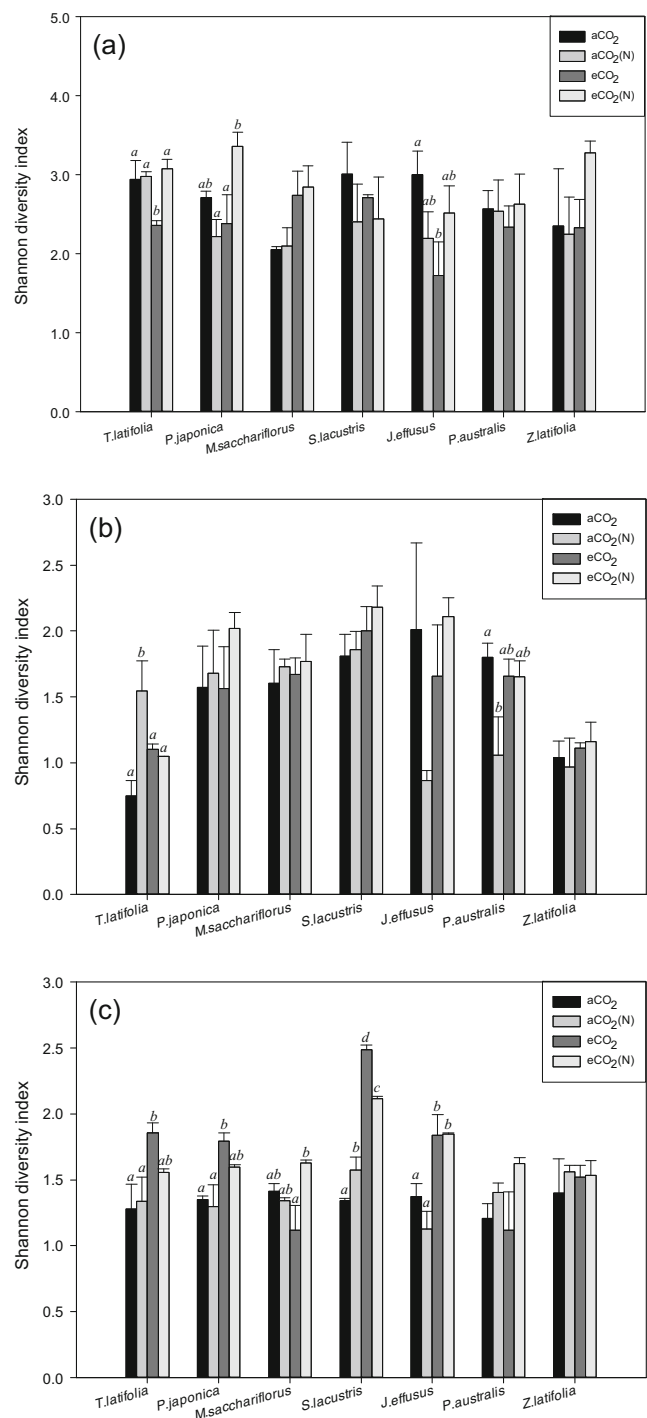 (a)
aCO2
aCO2(N)
eCO2
eCO2(N)
Shannon diversity index
5.0
4.0
3.0
2.0
1.0
0.0
a a b a
ab a a b
a ab b ab
T.latifolia P.japonica M.sacchariflorus S.lacustris J.effusus P.australis Z.latifolia
(b)
aCO2
aCO2(N)
eCO2
eCO2(N)
Shannon diversity index
3.0
2.5
2.0
1.5
1.0
0.5
0.0
a b a a
a b ab ab
T.latifolia P.japonica M.sacchariflorus S.lacustris J.effusus P.australis Z.latifolia
(c)
aCO2
aCO2(N)
eCO2
eCO2(N)
Shannon diversity index
3.0
2.5
2.0
1.5
1.0
0.5
0.0
a a b ab
a a b ab
ab ab a b
a b d c
a a b b
T.latifolia P.japonica M.sacchariflorus S.lacustris J.effusus P.australis Z.latifolia